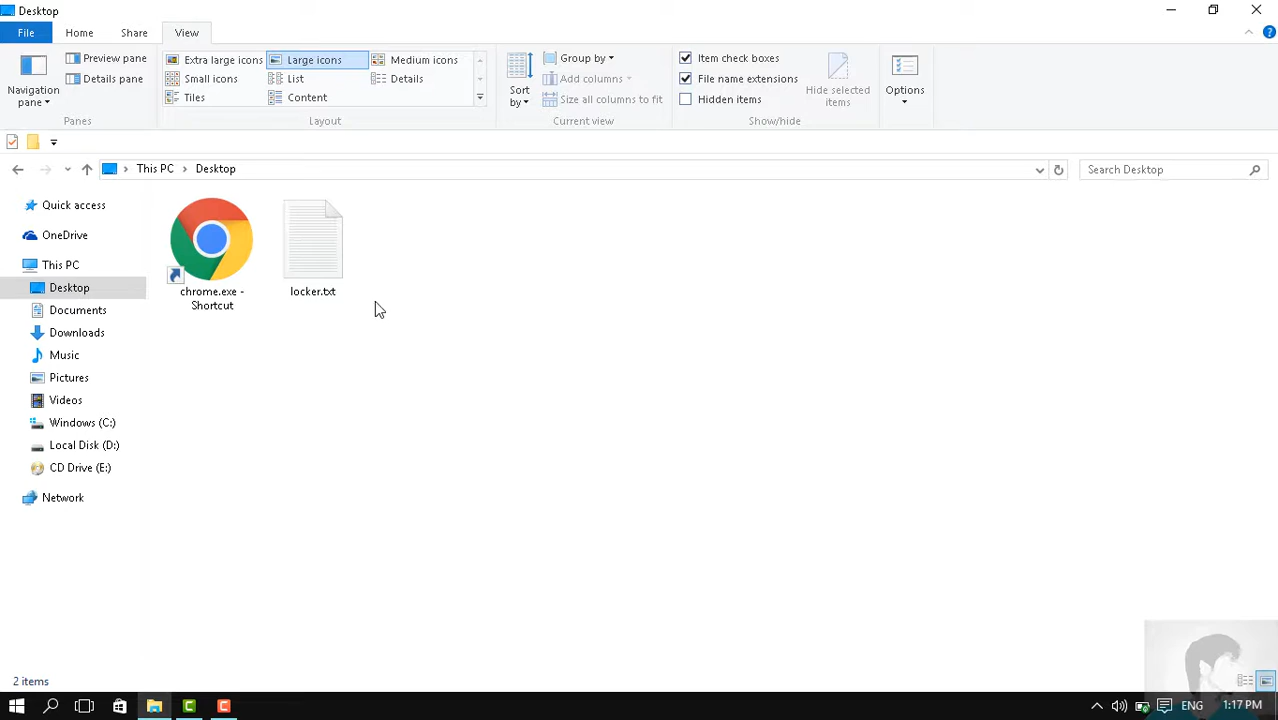 Desktop
File
Home
Share
View
Navigation pane
Preview pane
Details pane
Panes
Extra large icons
Large icons
Medium icons
Small icons
List
Details
Tiles
Content
Layout
Sort by
Group by
Add columns
Size all columns to fit
Current view
Item check boxes
File name extensions
Hidden items
Hide selected items
Show/hide
Options
This PC
Desktop
Search Desktop
Quick access
OneDrive
This PC
Desktop
Documents
Downloads
Music
Pictures
Videos
Windows (C:)
Local Disk (D:)
CD Drive (E:)
Network
chrome.exe -
Shortcut
locker.txt
2 items
ENG
1:17 PM